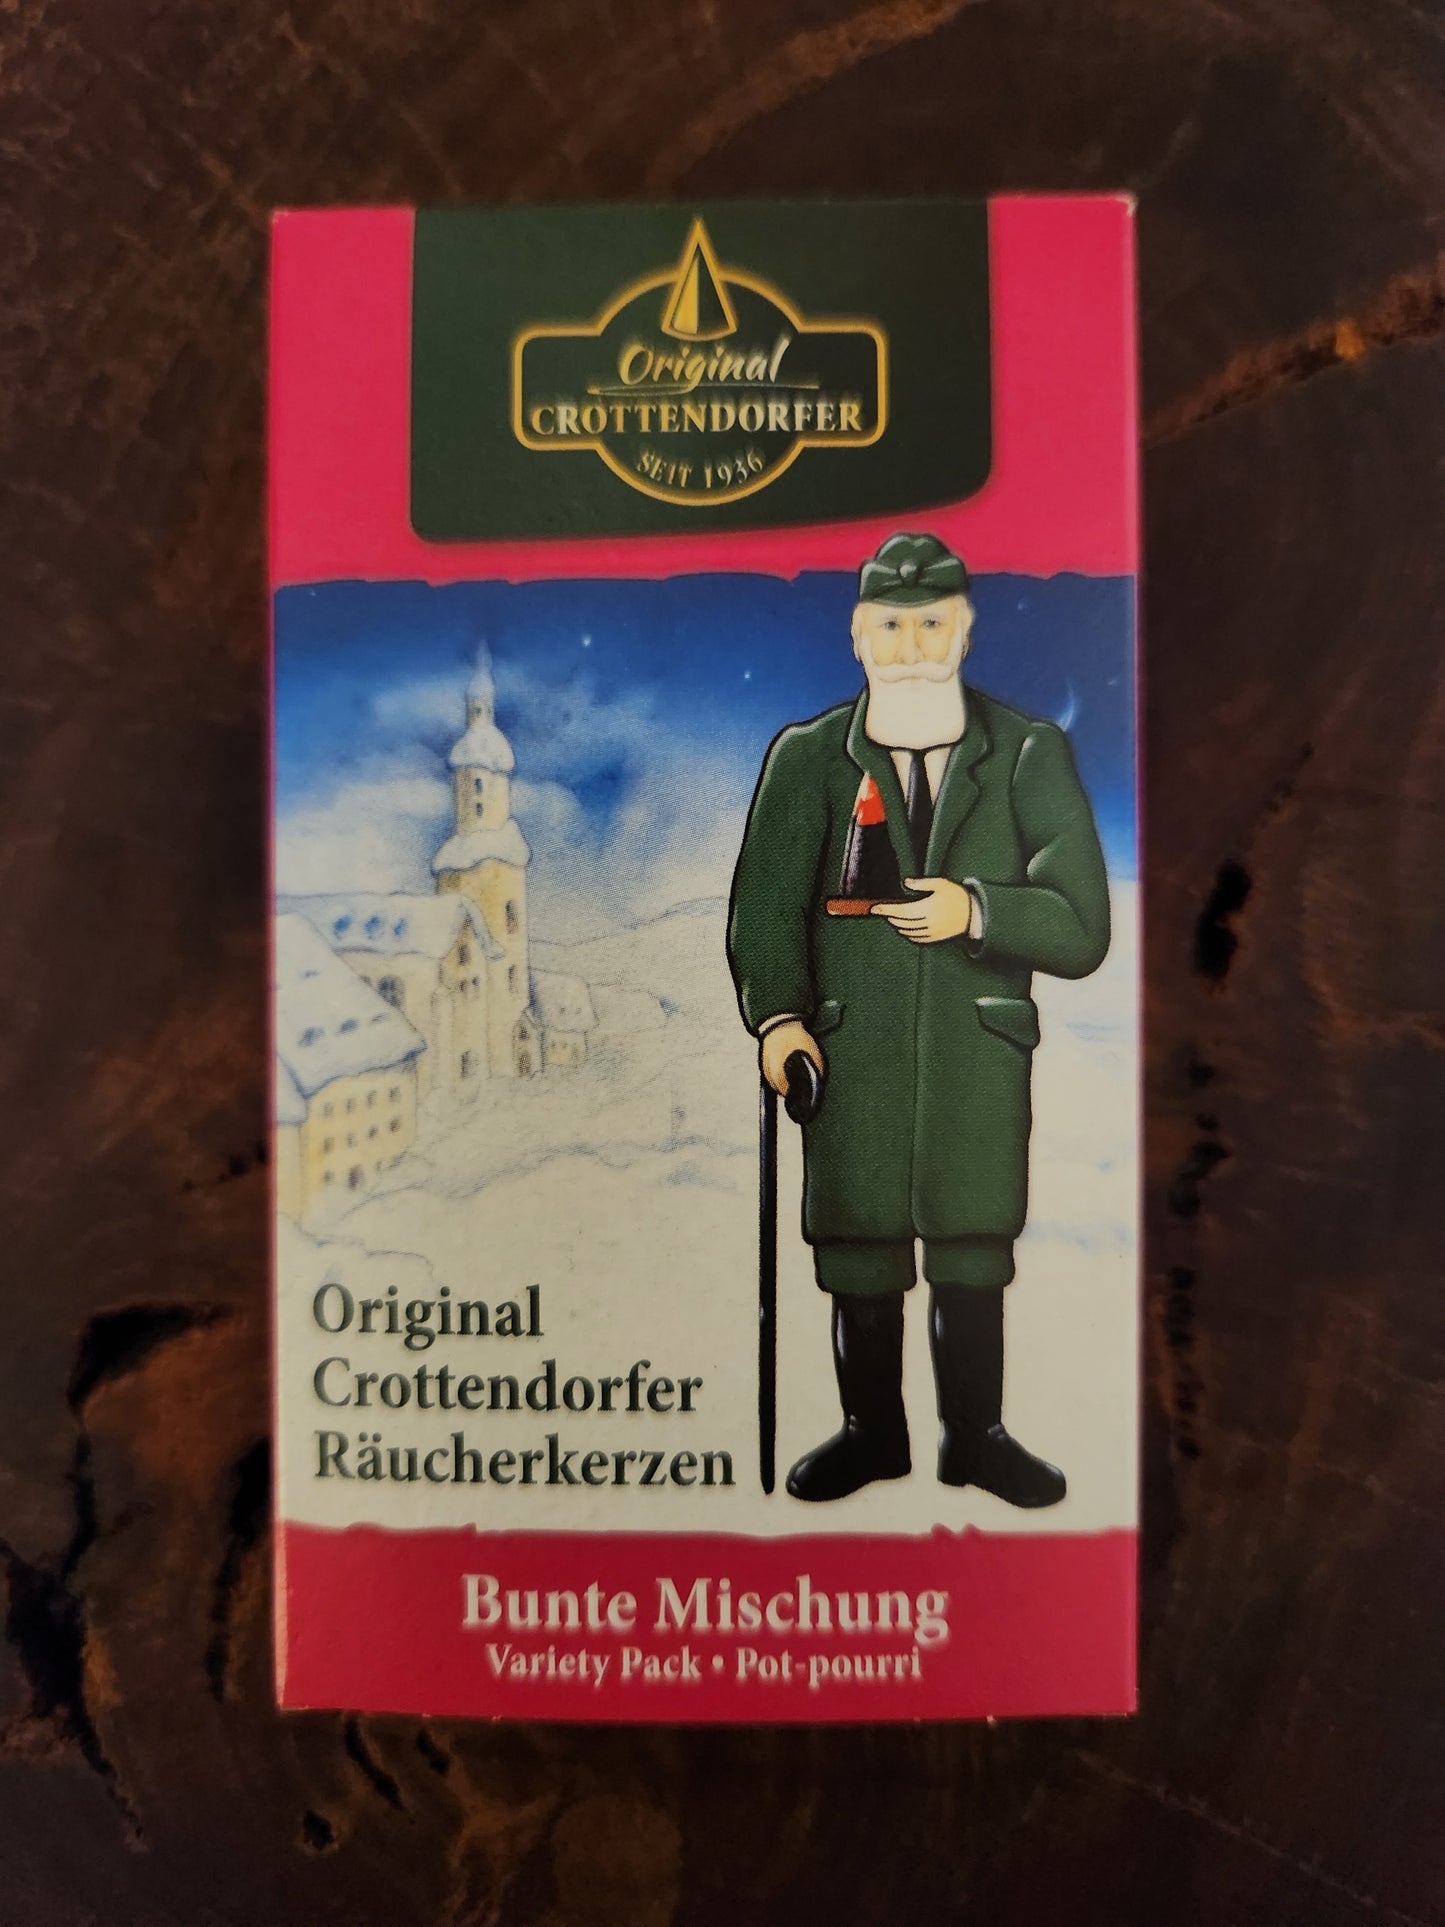 Original
CROTTENDORFER
SEIT 1936
Original
Crottendorfer
Räucherkerzen
Bunte Mischung
Variety Pack • Pot-pourri